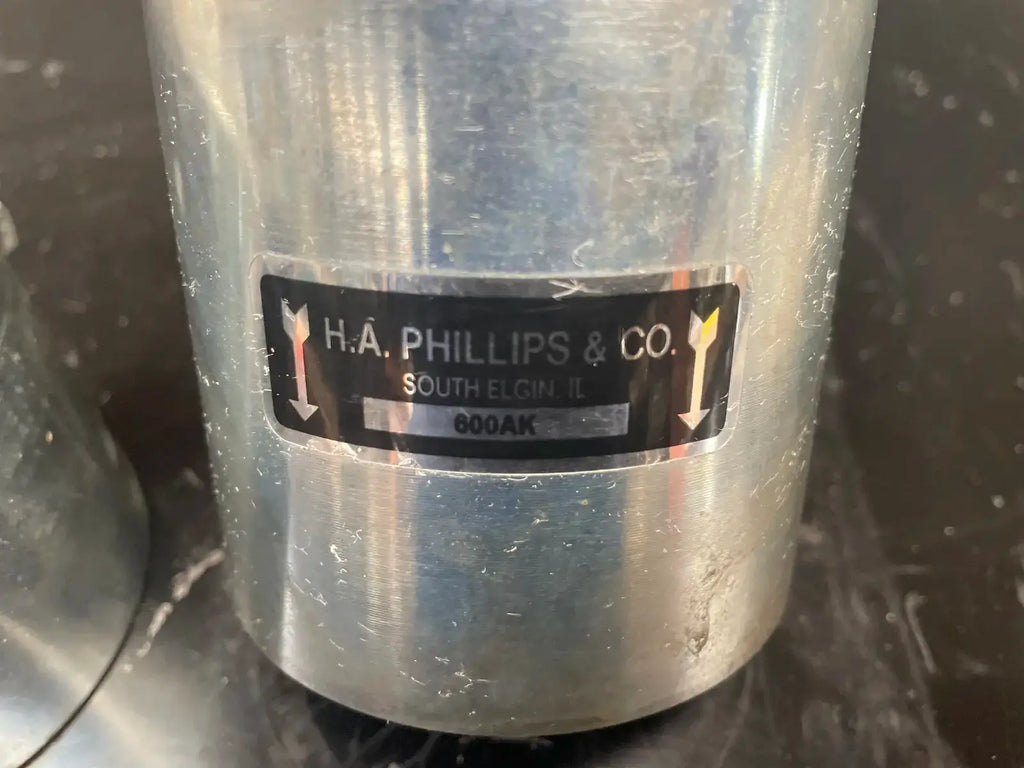 H.A. PHILLIPS & CO.
SOUTH ELGIN, IL
600AK